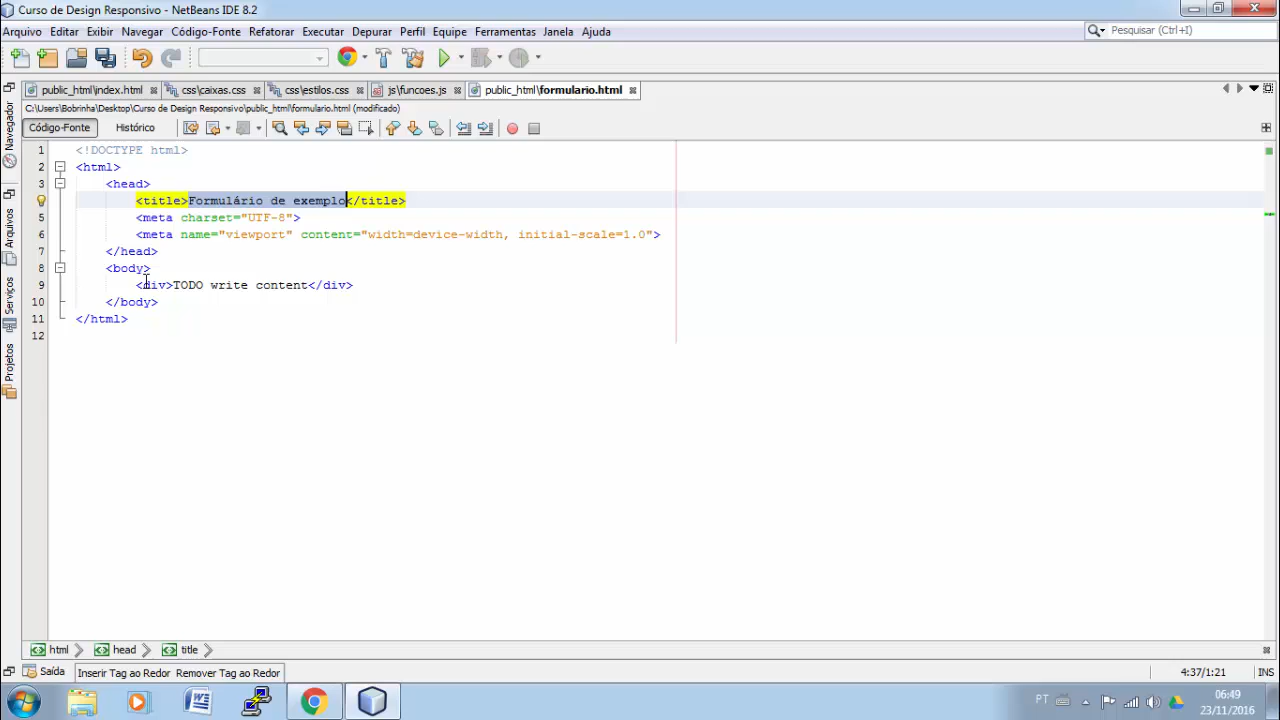 Curso de Design Responsivo - NetBeans IDE 8.2
Arquivo Editar Exibir Navegar Código-Fonte Refatorar Executar Depurar Perfil Equipe Ferramentas Janela Ajuda
Pesquisar (Ctrl+I)
public_html\index.html css\caixas.css css\estilos.css js\funcoes.js public_html\formulario.html
C:\Users\Bobrinha\Desktop\Curso de Design Responsivo\public_html\formulario.html (modificado)
Código-Fonte Histórico
Navegador
Arquivos
Serviços
Projetos
1 <!DOCTYPE html>
2 <html>
3 <head>
<title>Formulário de exemplo</title>
5 <meta charset="UTF-8">
6 <meta name="viewport" content="width=device-width, initial-scale=1.0">
7 </head>
8 <body>
9 <div>TODO write content</div>
10 </body>
11 </html>
12
html head title
Saída Inserir Tag ao Redor Remover Tag ao Redor 4:37/1:21 INS
PT 06:49
23/11/2016